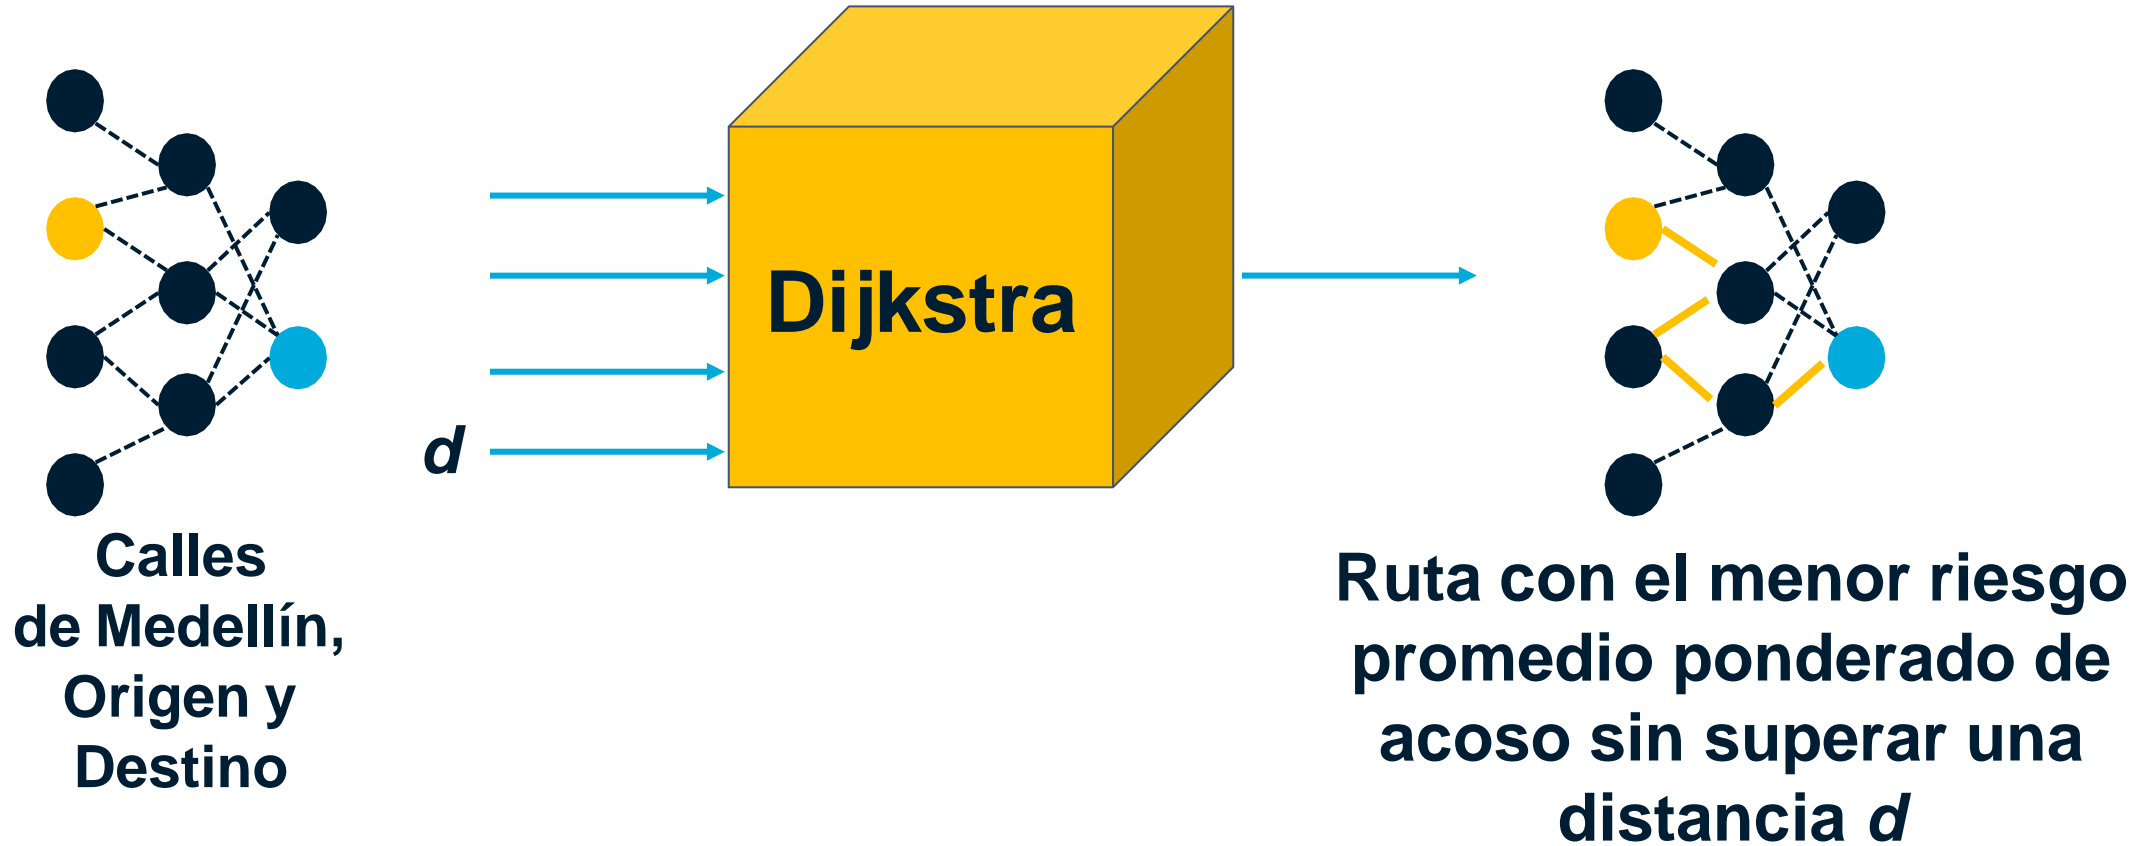 Dijkstra
d
Calles
de Medellín,
Origen y
Destino
Ruta con el menor riesgo
promedio ponderado de
acoso sin superar una
distancia d